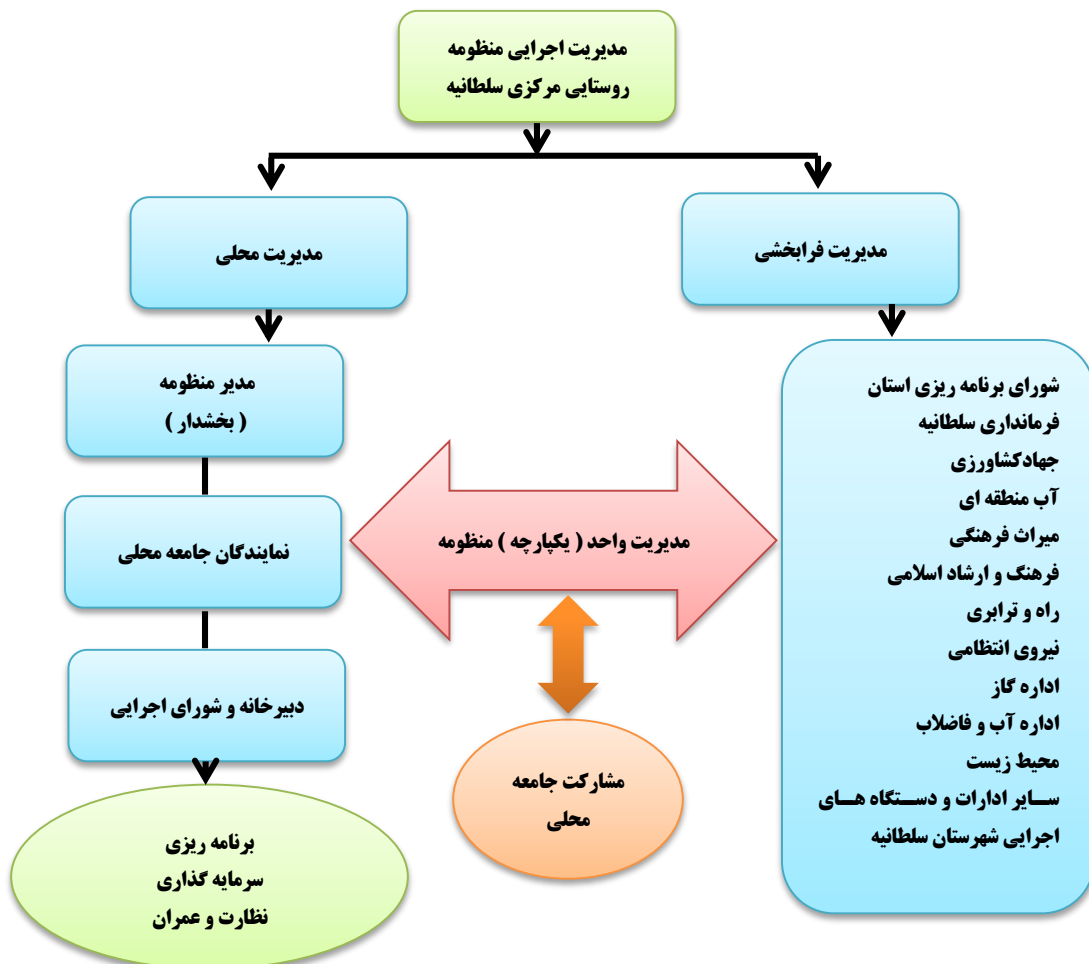 مدیریت اجرایی منظومه
روستایی مرکزی سلطانیه
مدیریت فرابخشی
مدیریت محلی
شورای برنامه ریزی استان
فرمانداری سلطانیه
جهادکشاورزی
آب منطقه ای
میراث فرهنگی
فرهنگ و ارشاد اسلامی
راه و ترابری
نیروی انتظامی
اداره گاز
اداره آب و فاضلاب
محیط زیست
سایر ادارات و دستگاه های
اجرایی شهرستان سلطانیه
مدیر منظومه
( بخشدار )
نمایندگان جامعه محلی
دبیرخانه و شورای اجرایی
برنامه ریزی
سرمایه گذاری
نظارت و عمران
مدیریت واحد ( یکپارچه ) منظومه
مشارکت جامعه
محلی